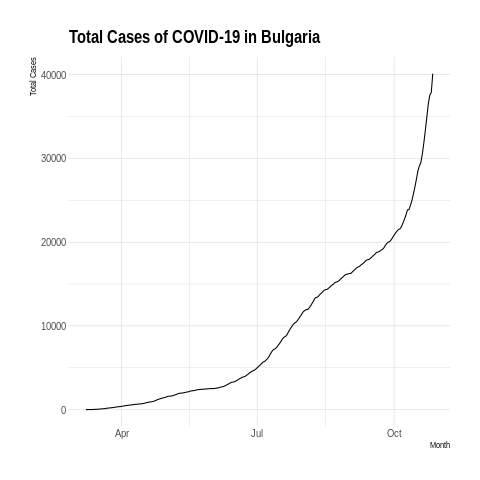 Total Cases of COVID-19 in Bulgaria
Total Cases
40000
30000
20000
10000
0
Apr Jul Oct
Month